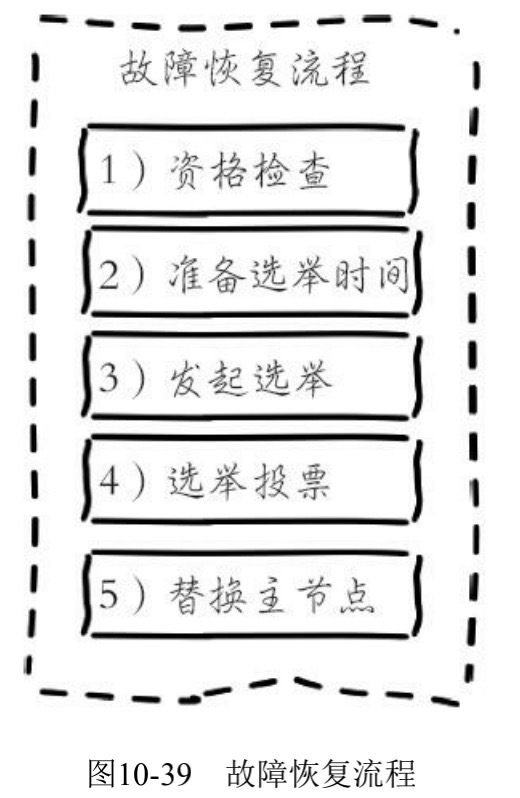 故障恢复流程
1）资格检查
2）准备选举时间
3）发起选举
4）选举投票
5）替换主节点
图10-39 故障恢复流程